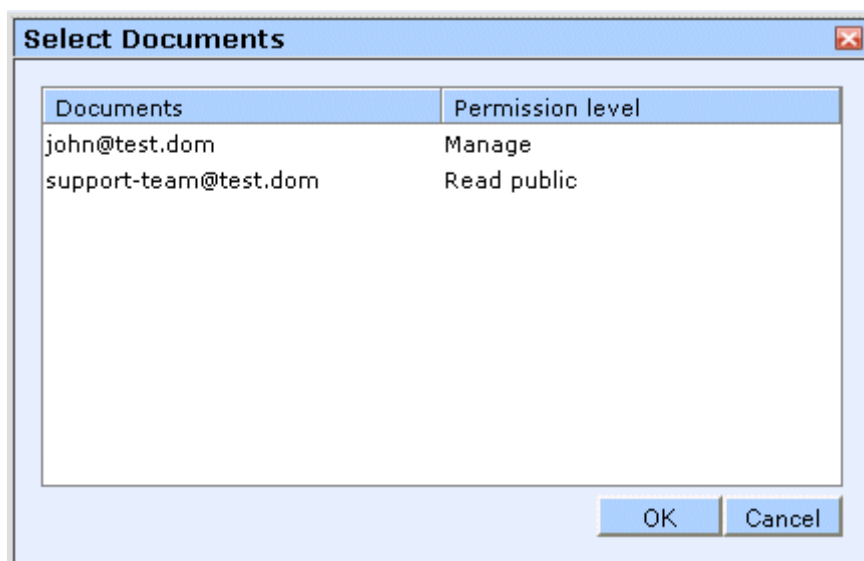 Select Documents
Documents Permission level
john@test.dom Manage
support-team@test.dom Read public
OK Cancel